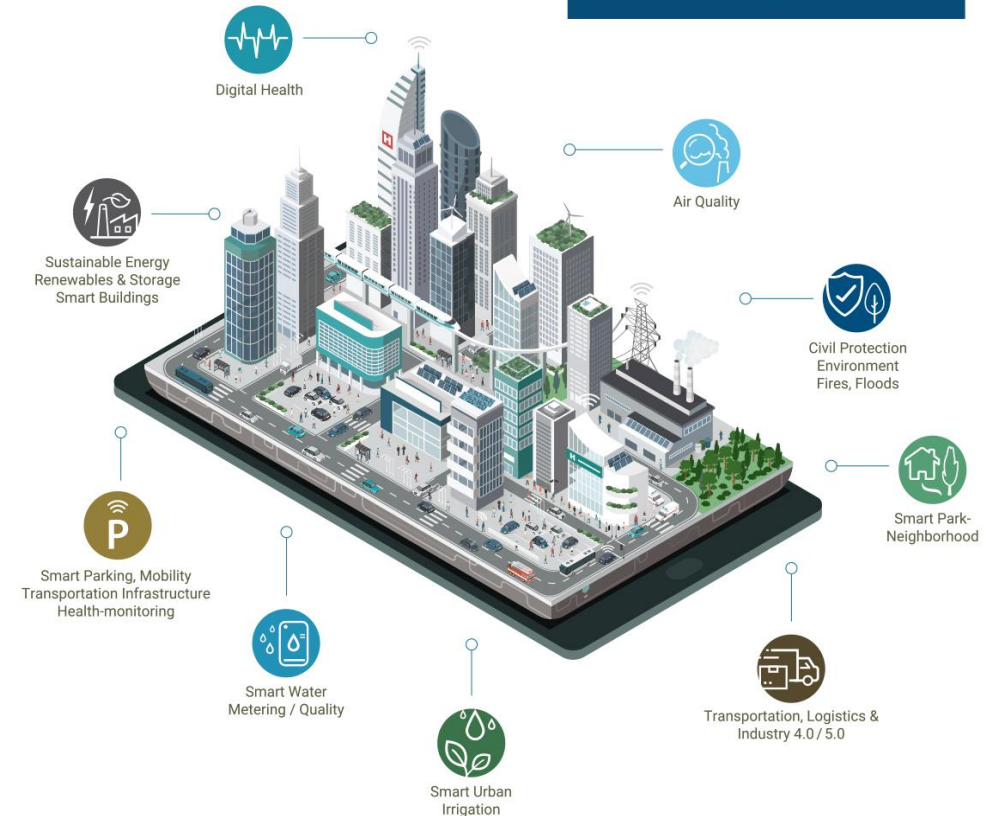 Digital Health
H
Air Quality
Sustainable Energy
Renewables & Storage
Smart Buildings
Civil Protection
Environment
Fires, Floods
H
Smart Park-
Neighborhood
P
Smart Parking, Mobility
Transportation Infrastructure
Health-monitoring
Smart Water
Metering / Quality
Transportation, Logistics &
Industry 4.0 / 5.0
Smart Urban
Irrigation